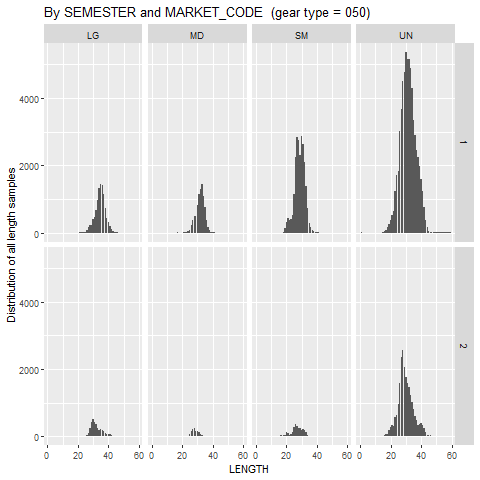 By SEMESTER and MARKET_CODE  (gear type = 050)
LG MD SM UN
4000
2000
0
1
Distribution of all length samples
4000
2000
0
2
0 20 40 60 0 20 40 60 0 20 40 60 0 20 40 60
LENGTH